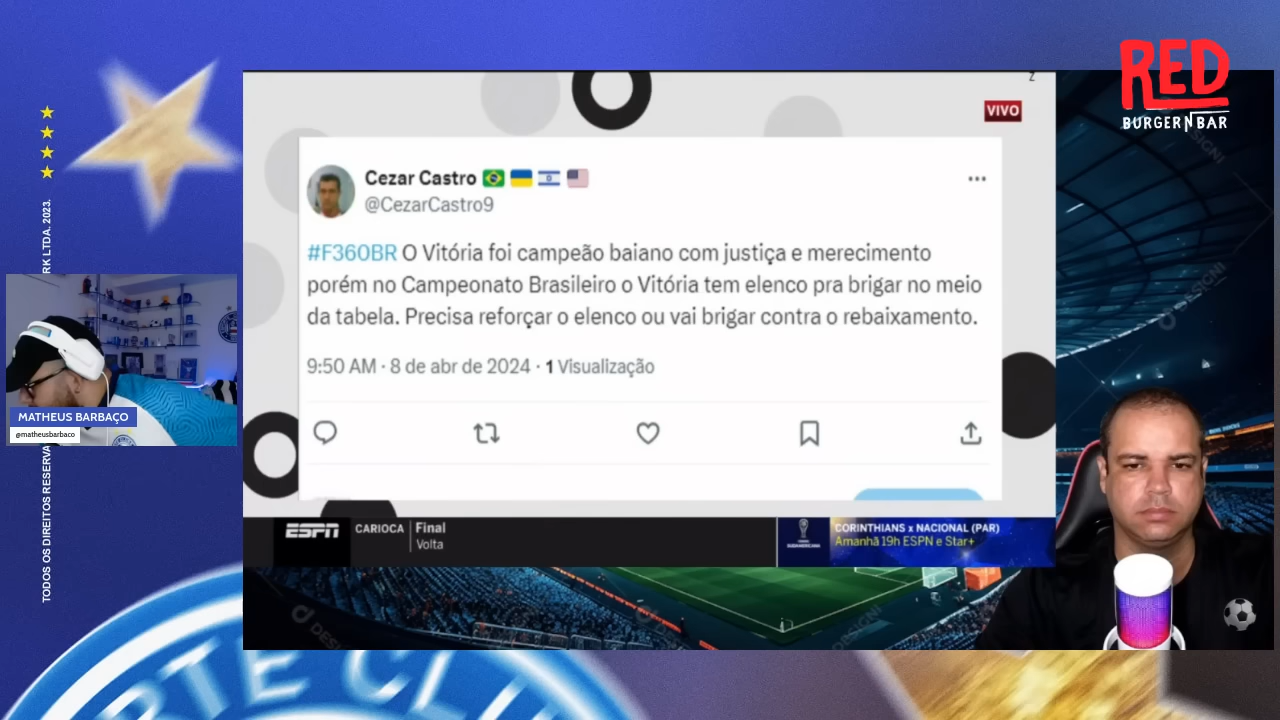 RED
BURGER N BAR
TODOS OS DIREITOS RESERVA
RK LTDA. 2023.
MATHEUS BARBAÇO
@matheusbarbaco
VIVO
Cezar Castro
@CezarCastro9
#F360BR O Vitória foi campeão baiano com justiça e merecimento
porém no Campeonato Brasileiro o Vitória tem elenco pra brigar no meio
da tabela. Precisa reforçar o elenco ou vai brigar contra o rebaixamento.
9:50 AM · 8 de abr de 2024 · 1 Visualização
ESPN
CARIOCA
Final
Volta
CORINTHIANS x NACIONAL (PAR)
Amanhã 19h ESPN e Star+
RTE CL
DESIGNI